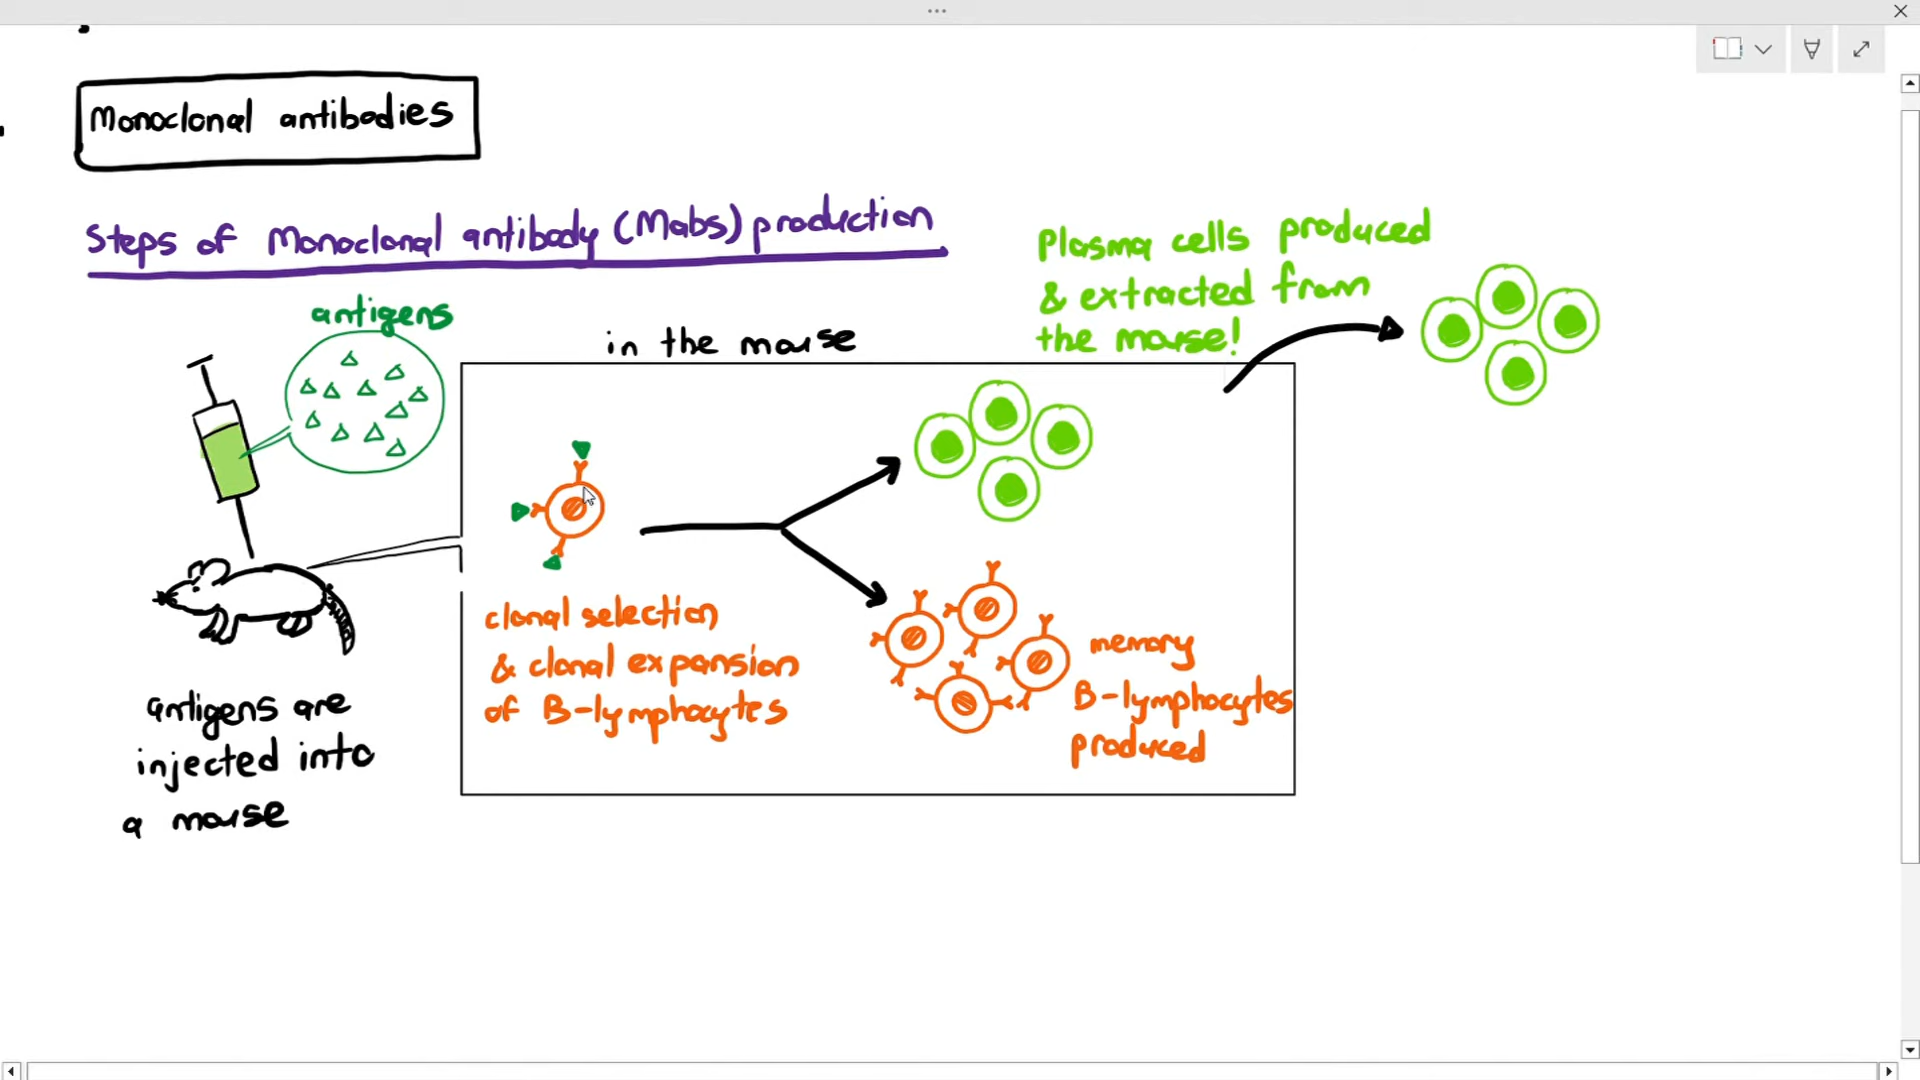 Monoclonal antibodies
Steps of Monoclonal antibody (Mabs) production
antigens
in the mouse
Plasma cells produced
& extracted from
the mouse!
clonal selection
& clonal expansion
of B-lymphocytes
memory
B-lymphocytes
produced
antigens are
injected into
a mouse